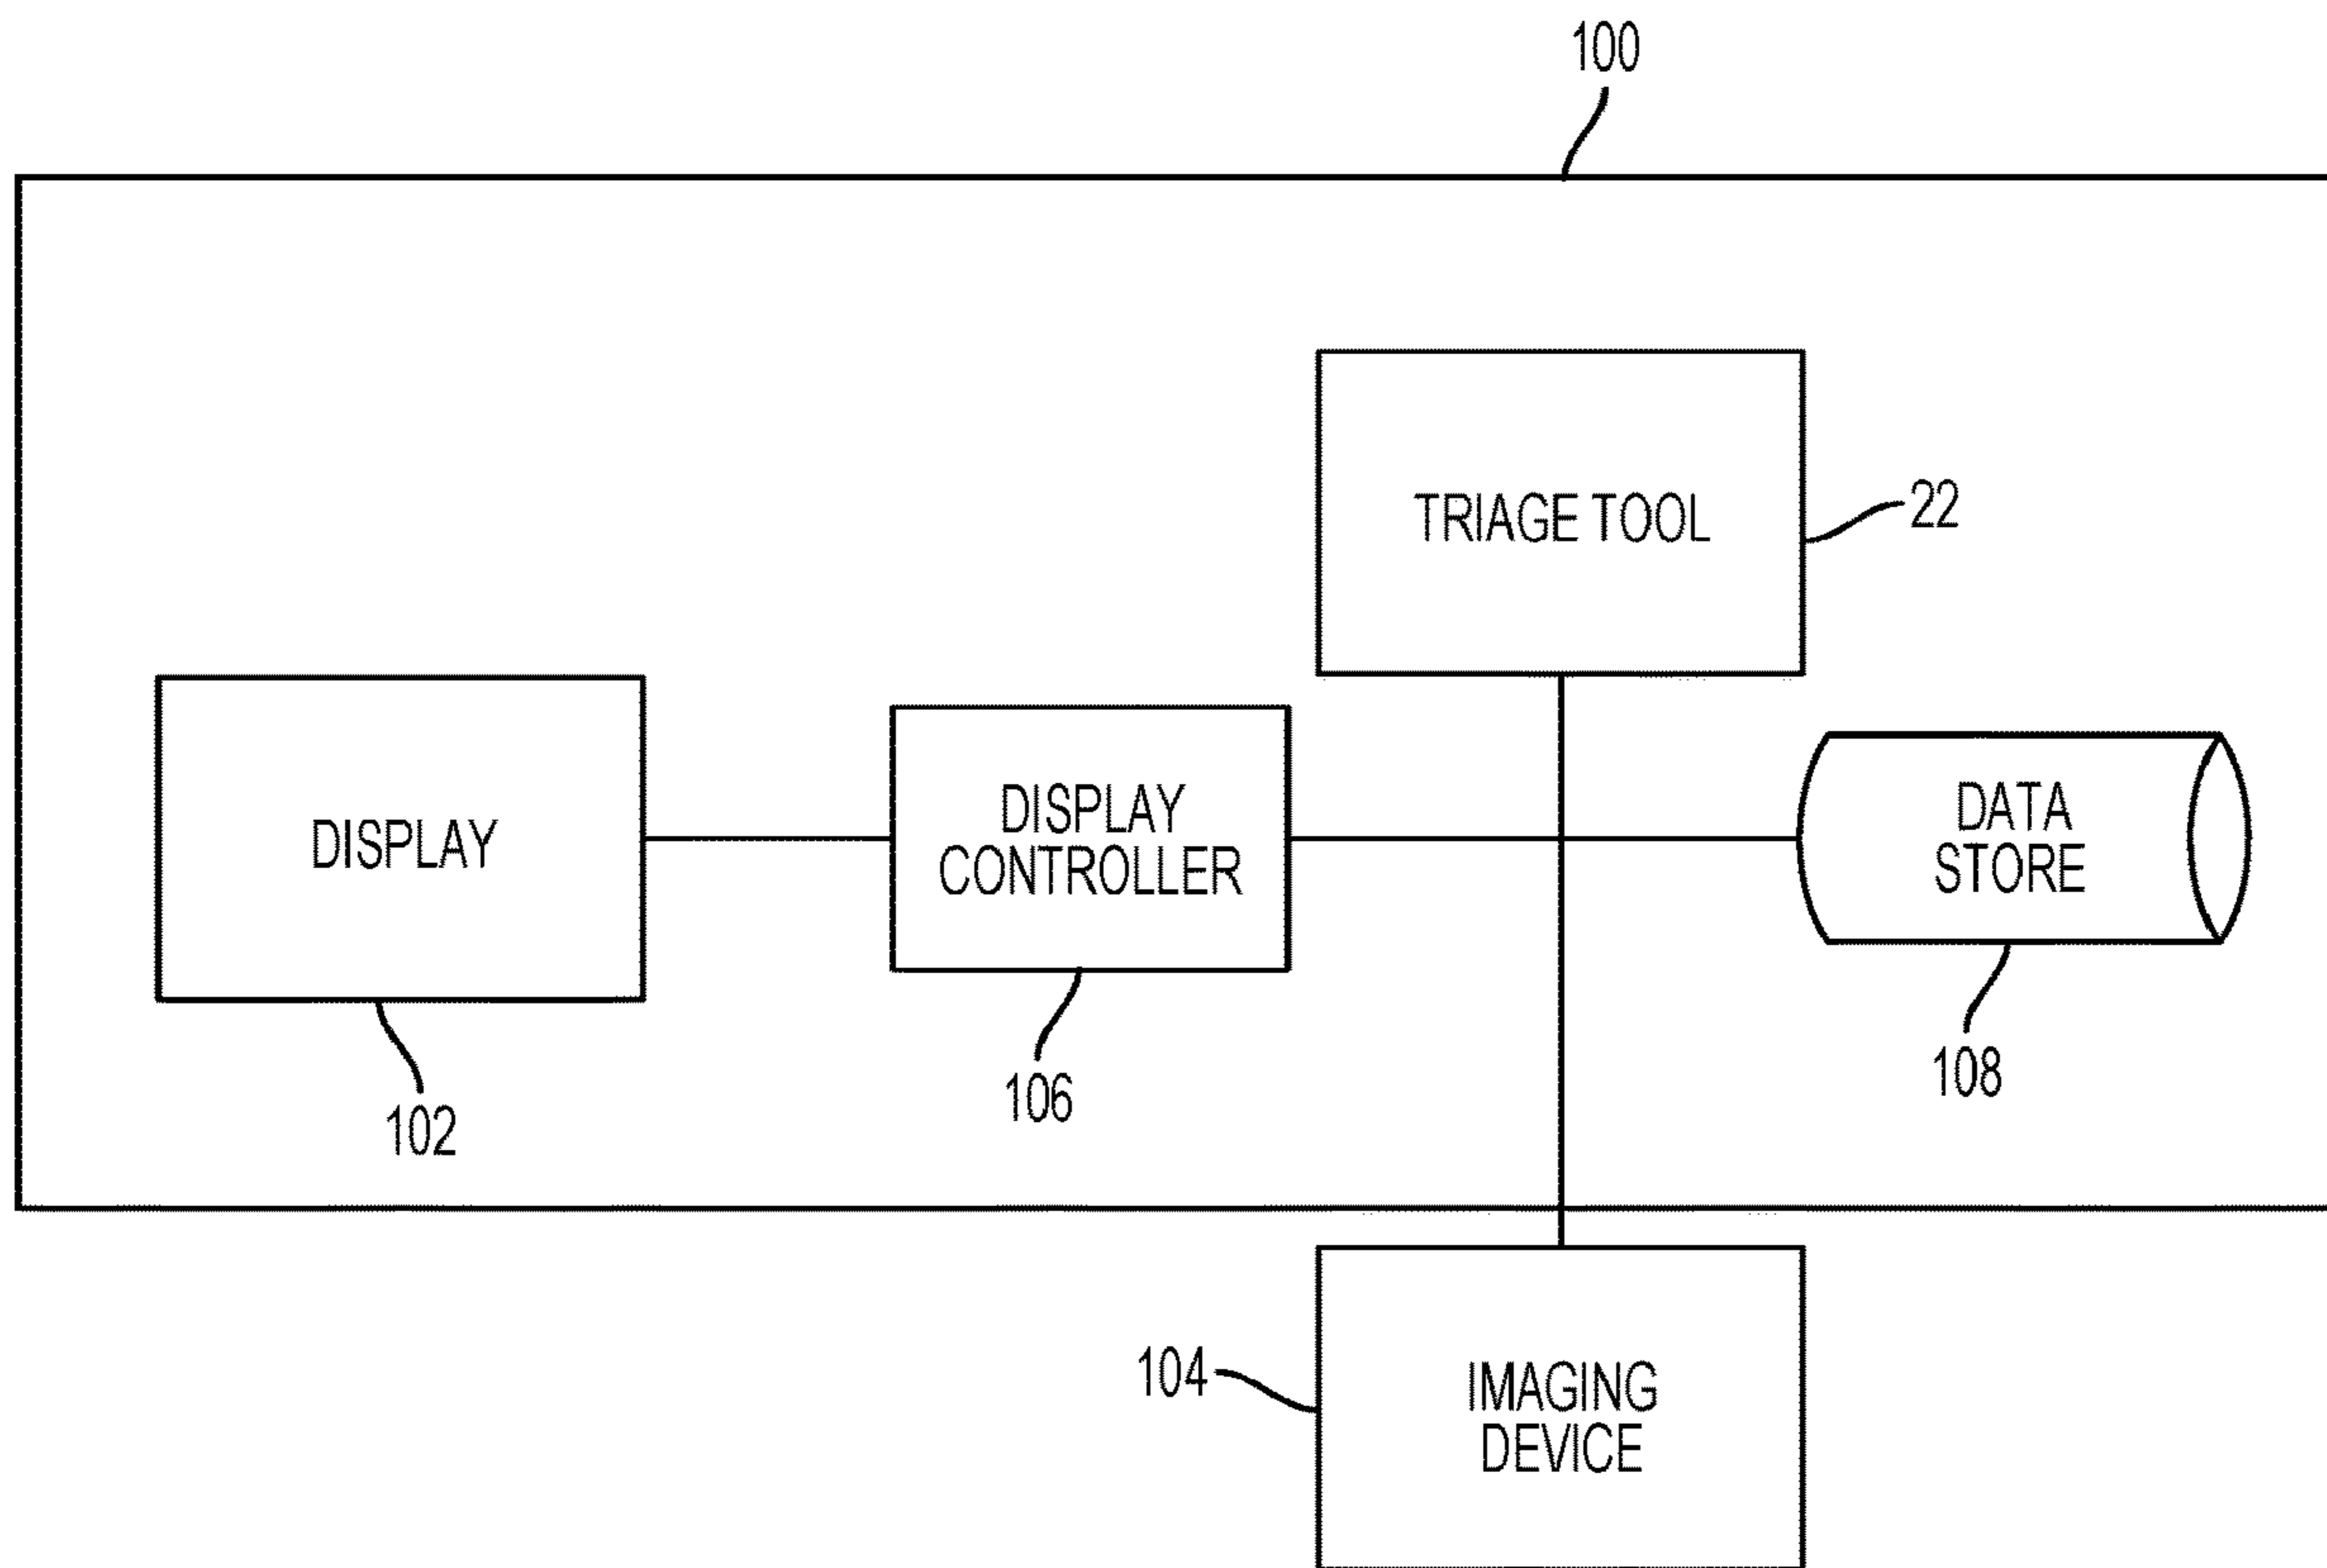 100
TRIAGE TOOL
22
DISPLAY
DISPLAY
CONTROLLER
DATA
STORE
102
106
108
104
IMAGING
DEVICE